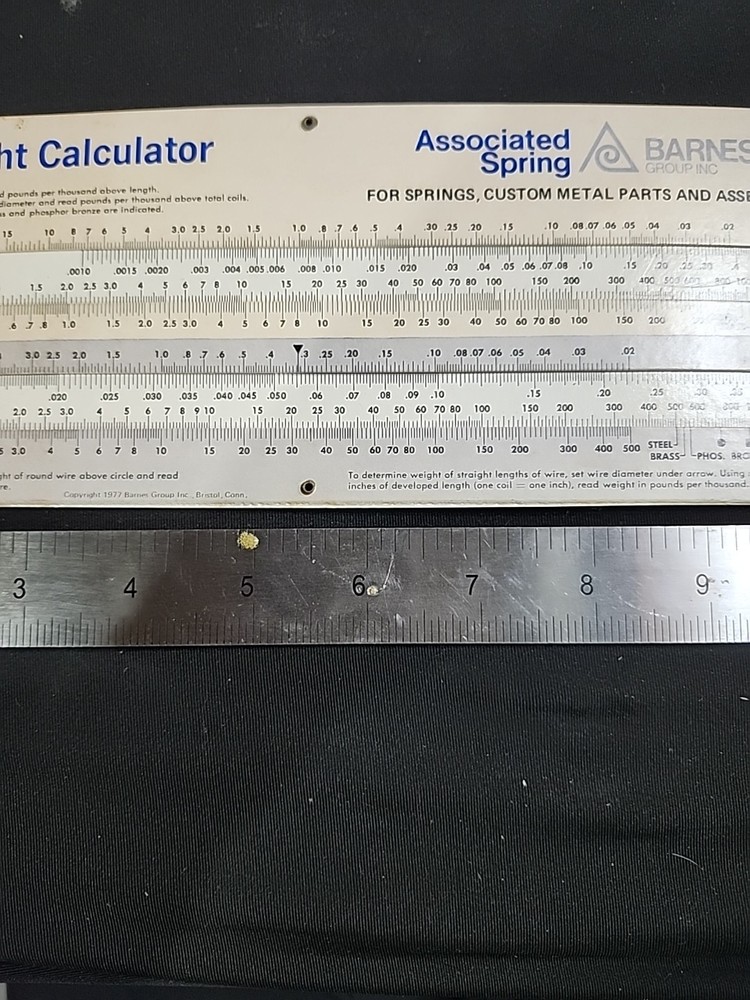 ht Calculator
Associated
Spring
BARNES
GROUP INC
d pounds per thousand above length.
diameter and read pounds per thousand above total coils.
s and phosphor bronze are indicated.
FOR SPRINGS, CUSTOM METAL PARTS AND ASSE
15 10 8 7 6 5 4 3.0 2.5 2.0 1.5 1.0 .8 .7 .6 .5 .4 .30 .25 .20 .15 .10 .08 .07 .06 .05 .04 .03 .02
.0010 .0015 .0020 .003 .004 .005 .006 .008 .010 .015 .020 .03 .04 .05 .06 .07 .08 .10 .15 .20 .25 .30 .4
1.5 2.0 2.5 3.0 4 5 6 7 8 10 15 20 25 30 40 50 60 70 80 100 150 200 300 400 500 600 800
.6 .7 .8 1.0 1.5 2.0 2.5 3.0 4 5 6 7 8 10 15 20 25 30 40 50 60 70 80 100 150 200
3.0 2.5 2.0 1.5 1.0 .8 .7 .6 .5 .4 .3 .25 .20 .15 .10 .08 .07 .06 .05 .04 .03 .02
.020 .025 .030 .035 .040 .045 .050 .06 .07 .08 .09 .10 .15 .20 .25 .30
2.0 2.5 3.0 4 5 6 7 8 9 10 15 20 25 30 40 50 60 70 80 100 150 200 300 400 500 600
5 3.0 4 5 6 7 8 10 15 20 25 30 40 50 60 70 80 100 150 200 300 400 500
STEEL
BRASS PHOS. BRO
ght of round wire above circle and read
re.
To determine weight of straight lengths of wire, set wire diameter under arrow. Using
inches of developed length (one coil = one inch), read weight in pounds per thousand.
Copyright 1977 Barnes Group Inc., Bristol, Conn.
3 4 5 6 7 8 9